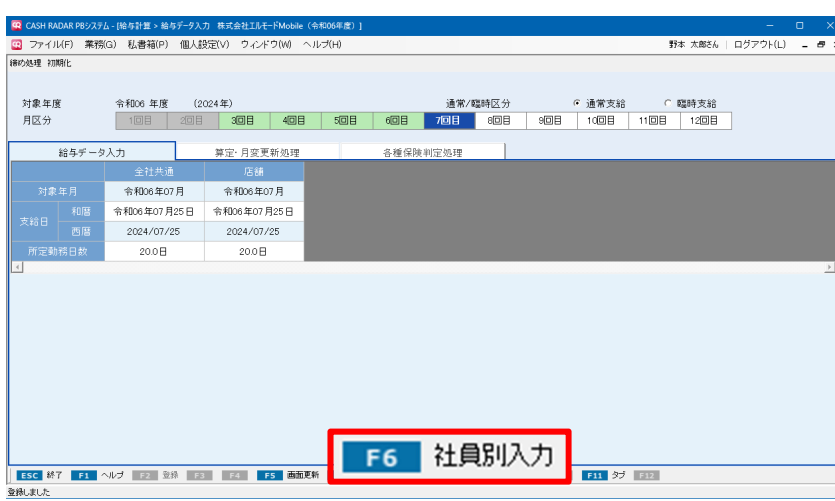 CASH RADAR PBシステム - [給与計算 > 給与データ入力 株式会社エルモードMobile（令和06年度）]
ファイル(F) 業務(G) 私書箱(P) 個人設定(V) ウィンドウ(W) ヘルプ(H) 野本 太郎さん ログアウト(L)
締め処理 初期化
対象年度 令和06 年度 (2024年) 通常/臨時区分 通常支給 臨時支給
月区分 1回目 2回目 3回目 4回目 5回目 6回目 7回目 8回目 9回目 10回目 11回目 12回目
給与データ入力 算定･月変更新処理 各種保険判定処理
全社共通 店舗
対象年月 令和06年07月 令和06年07月
支給日 和暦 令和06年07月25日 令和06年07月25日
西暦 2024/07/25 2024/07/25
所定勤務日数 20.0日 20.0日
F6 社員別入力
ESC 終了 F1 ヘルプ F2 登録 F3 F4 F5 画面更新 F11 タブ F12
登録しました